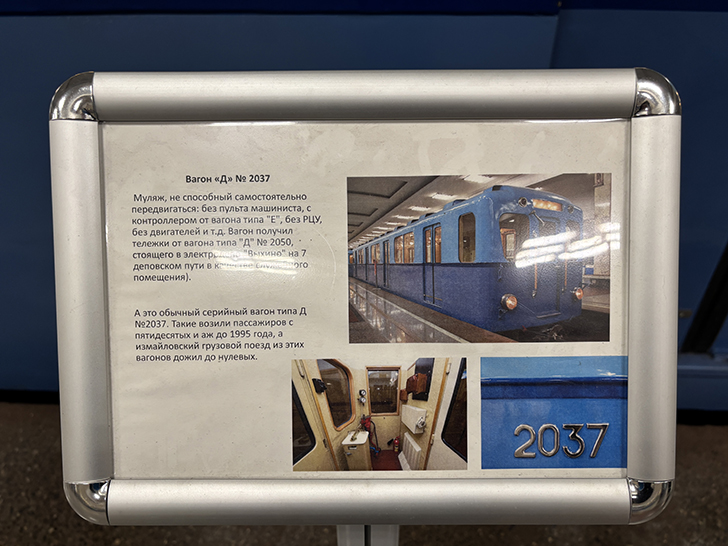 Вагон «Д» № 2037
Муляж, не способный самостоятельно
передвигаться: без пульта машиниста, с
контроллером от вагона типа "Е", без РЦУ,
без двигателей и т.д. Вагон получил
тележки от вагона типа "Д" № 2050,
стоящего в "Выхино" на 7
деповском пути в
помещения).
А это обычный серийный вагон типа Д
№2037. Такие возили пассажиров с
пятидесятых и аж до 1995 года, а
измайловский грузовой поезд из этих
вагонов дожил до нулевых.
2037